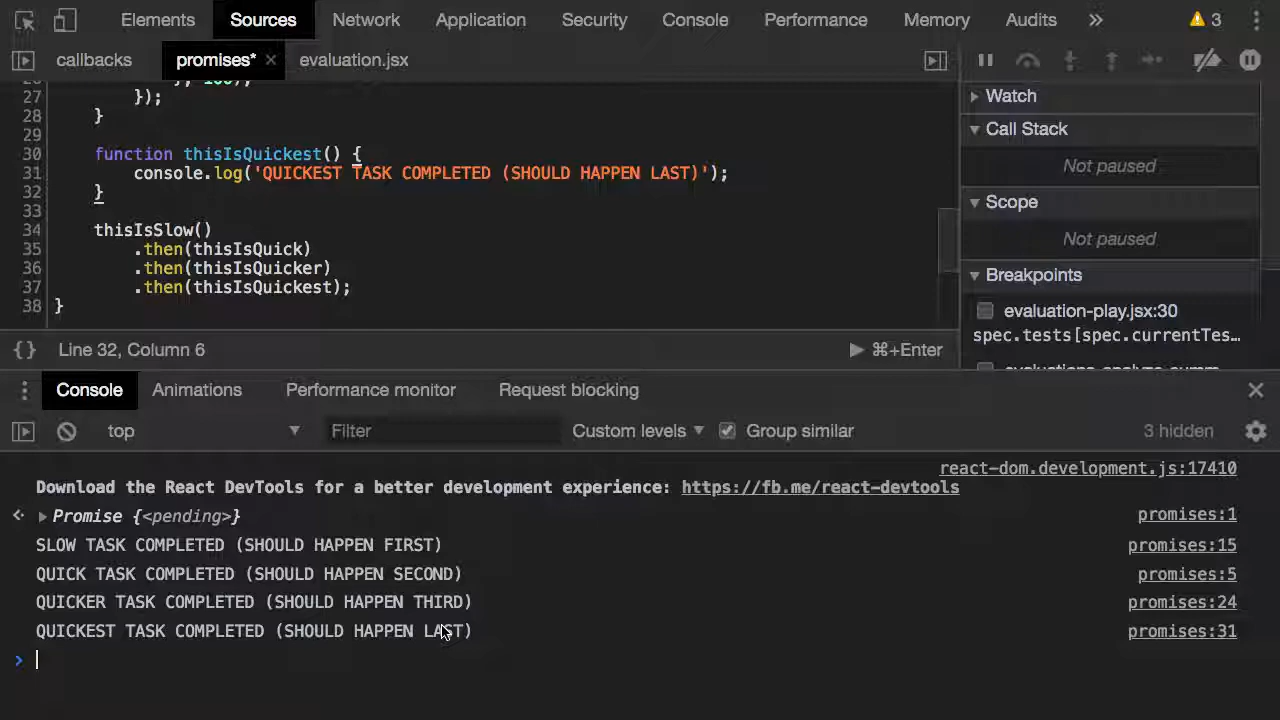 Elements Sources Network Application Security Console Performance Memory Audits » 3
callbacks promises* × evaluation.jsx
27 });
28 }
29
30 function thisIsQuickest() {
31 console.log('QUICKEST TASK COMPLETED (SHOULD HAPPEN LAST)');
32 }
33
34 thisIsSlow()
35 .then(thisIsQuick)
36 .then(thisIsQuicker)
37 .then(thisIsQuickest);
38 }
{} Line 32, Column 6 ⌘+Enter
Watch
Call Stack
Not paused
Scope
Not paused
Breakpoints
evaluation-play.jsx:30
spec.tests[spec.currentTes…
Console Animations Performance monitor Request blocking
top Filter Custom levels Group similar 3 hidden
react-dom.development.js:17410
Download the React DevTools for a better development experience: https://fb.me/react-devtools
Promise {<pending>} promises:1
SLOW TASK COMPLETED (SHOULD HAPPEN FIRST) promises:15
QUICK TASK COMPLETED (SHOULD HAPPEN SECOND) promises:5
QUICKER TASK COMPLETED (SHOULD HAPPEN THIRD) promises:24
QUICKEST TASK COMPLETED (SHOULD HAPPEN LAST) promises:31